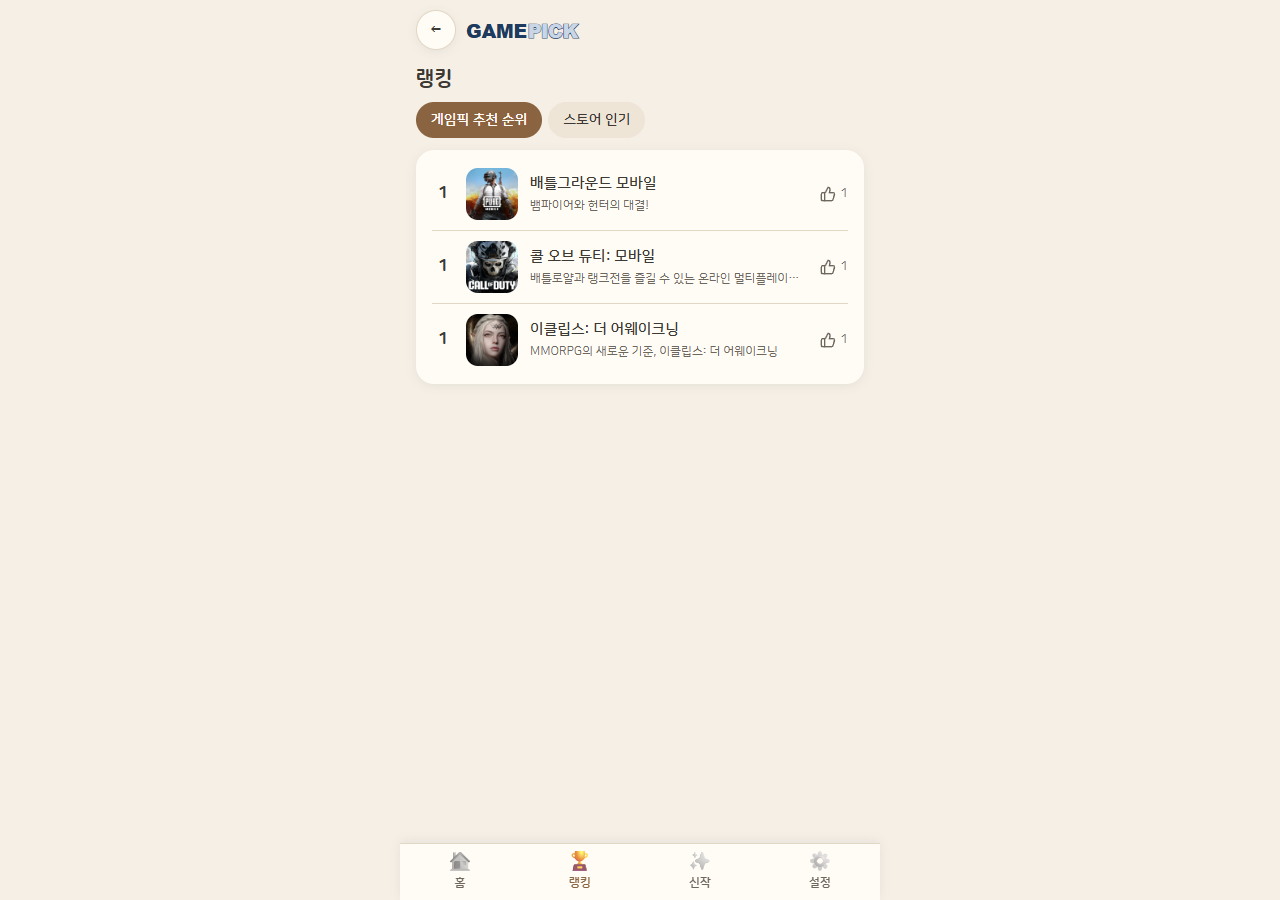 ←
GAMEPICK
랭킹
게임픽 추천 순위
스토어 인기
1
배틀그라운드 모바일
뱀파이어와 헌터의 대결!
1
1
콜 오브 듀티: 모바일
배틀로얄과 랭크전을 즐길 수 있는 온라인 멀티플레이…
CALL OF DUTY
1
1
이클립스: 더 어웨이크닝
MMORPG의 새로운 기준, 이클립스: 더 어웨이크닝
1
홈
랭킹
신작
설정